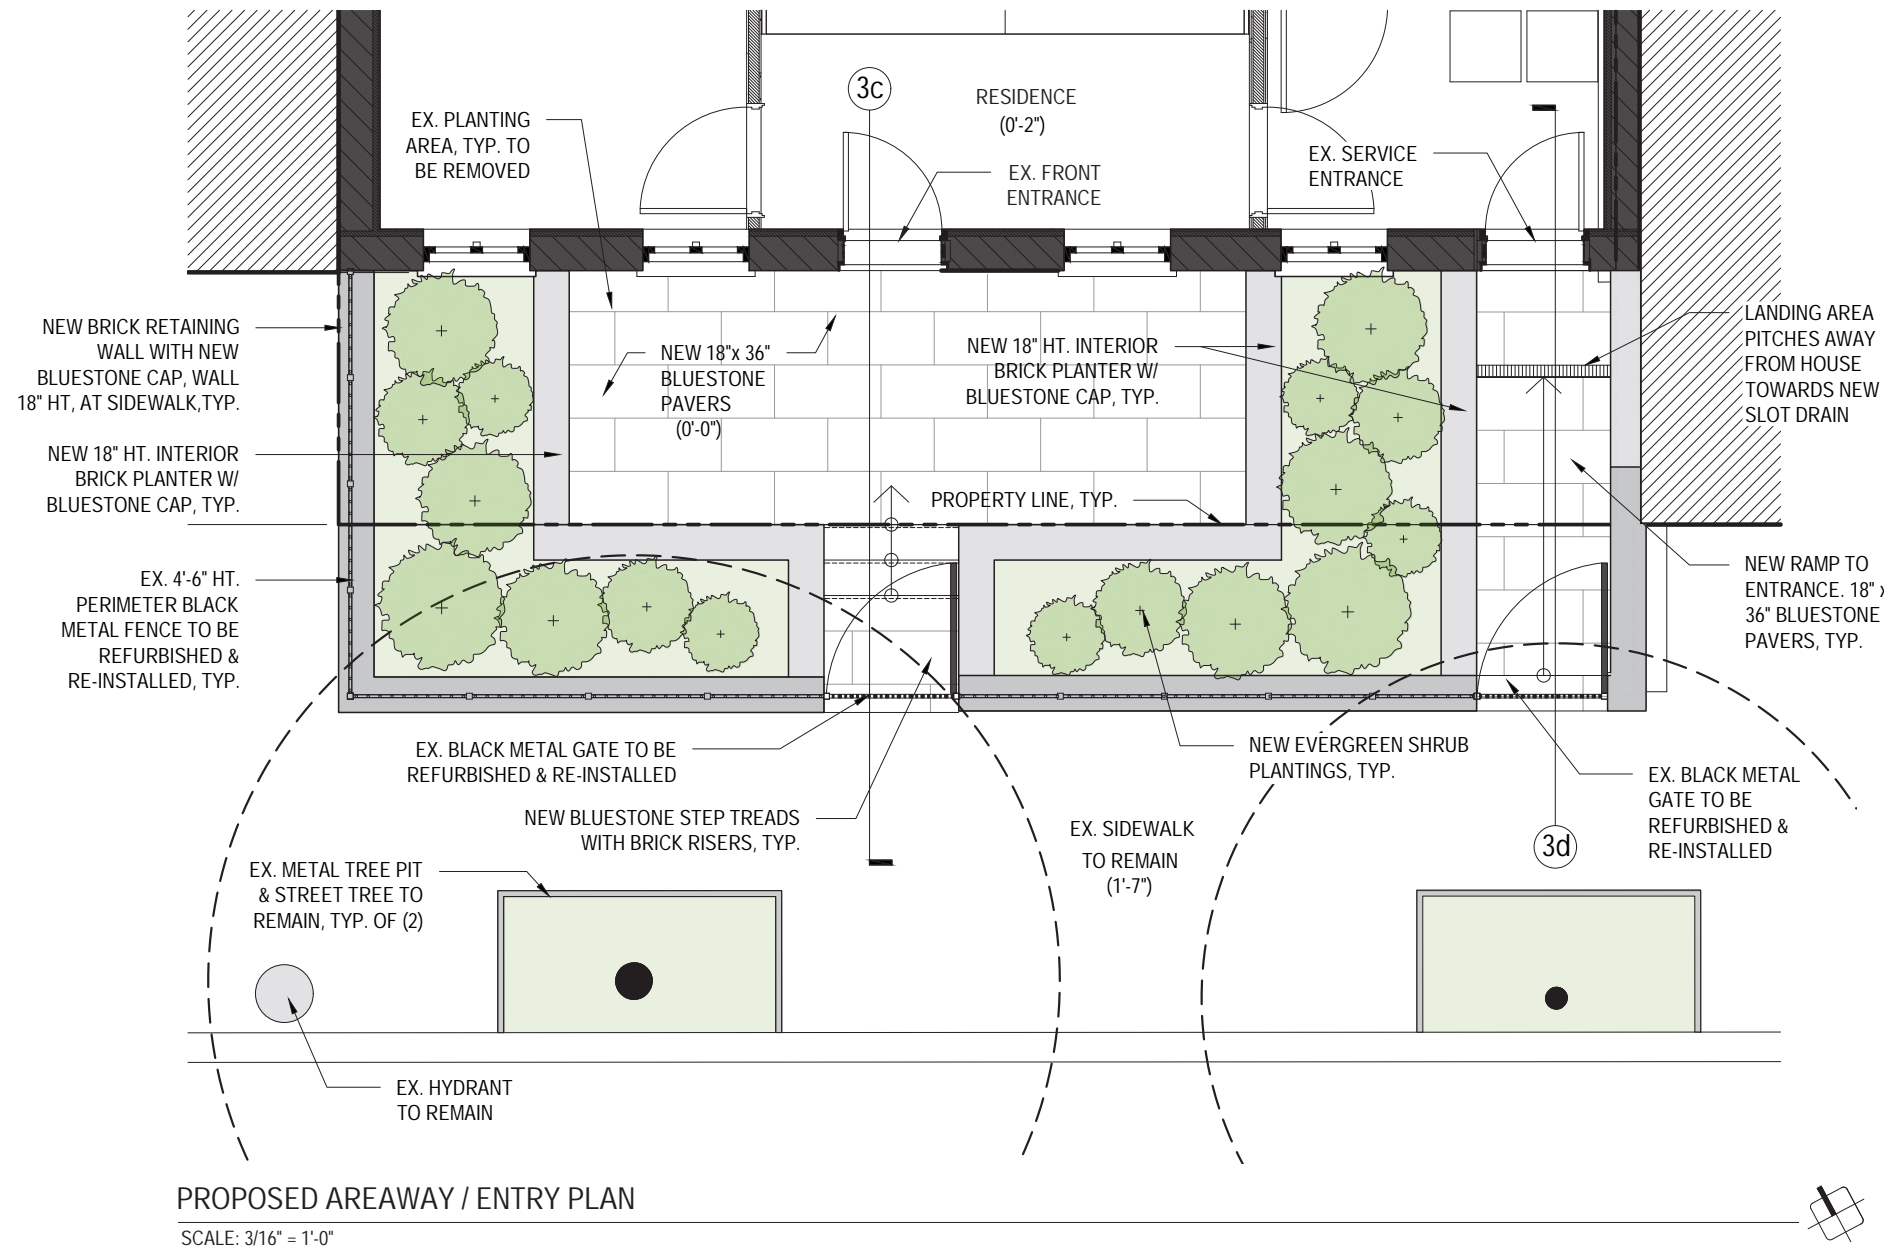 3c
RESIDENCE
(0'-2")
EX. PLANTING
AREA, TYP. TO
BE REMOVED
EX. FRONT
ENTRANCE
EX. SERVICE
ENTRANCE
NEW BRICK RETAINING
WALL WITH NEW
BLUESTONE CAP, WALL
18" HT, AT SIDEWALK,TYP.
NEW 18"x 36"
BLUESTONE
PAVERS
(0'-0")
NEW 18" HT. INTERIOR
BRICK PLANTER W/
BLUESTONE CAP, TYP.
LANDING AREA
PITCHES AWAY
FROM HOUSE
TOWARDS NEW
SLOT DRAIN
NEW 18" HT. INTERIOR
BRICK PLANTER W/
BLUESTONE CAP, TYP.
PROPERTY LINE, TYP.
EX. 4'-6" HT.
PERIMETER BLACK
METAL FENCE TO BE
REFURBISHED &
RE-INSTALLED, TYP.
NEW RAMP TO
ENTRANCE. 18" x
36" BLUESTONE
PAVERS, TYP.
EX. BLACK METAL GATE TO BE
REFURBISHED & RE-INSTALLED
NEW EVERGREEN SHRUB
PLANTINGS, TYP.
EX. BLACK METAL
GATE TO BE
REFURBISHED &
RE-INSTALLED
NEW BLUESTONE STEP TREADS
WITH BRICK RISERS, TYP.
EX. SIDEWALK
TO REMAIN
(1'-7")
3d
EX. METAL TREE PIT
& STREET TREE TO
REMAIN, TYP. OF (2)
EX. HYDRANT
TO REMAIN
PROPOSED AREAWAY / ENTRY PLAN
SCALE: 3/16" = 1'-0"